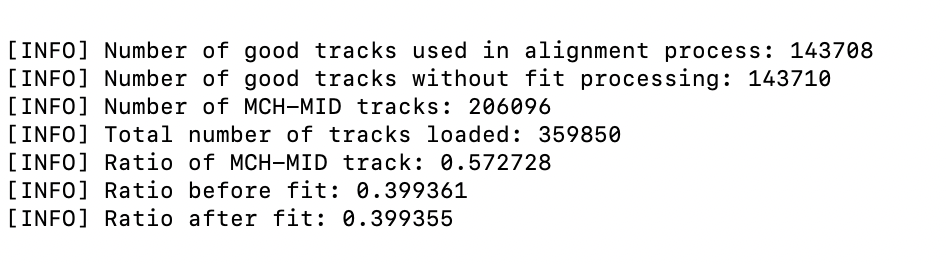 [INFO] Number of good tracks used in alignment process: 143708
[INFO] Number of good tracks without fit processing: 143710
[INFO] Number of MCH-MID tracks: 206096
[INFO] Total number of tracks loaded: 359850
[INFO] Ratio of MCH-MID track: 0.572728
[INFO] Ratio before fit: 0.399361
[INFO] Ratio after fit: 0.399355